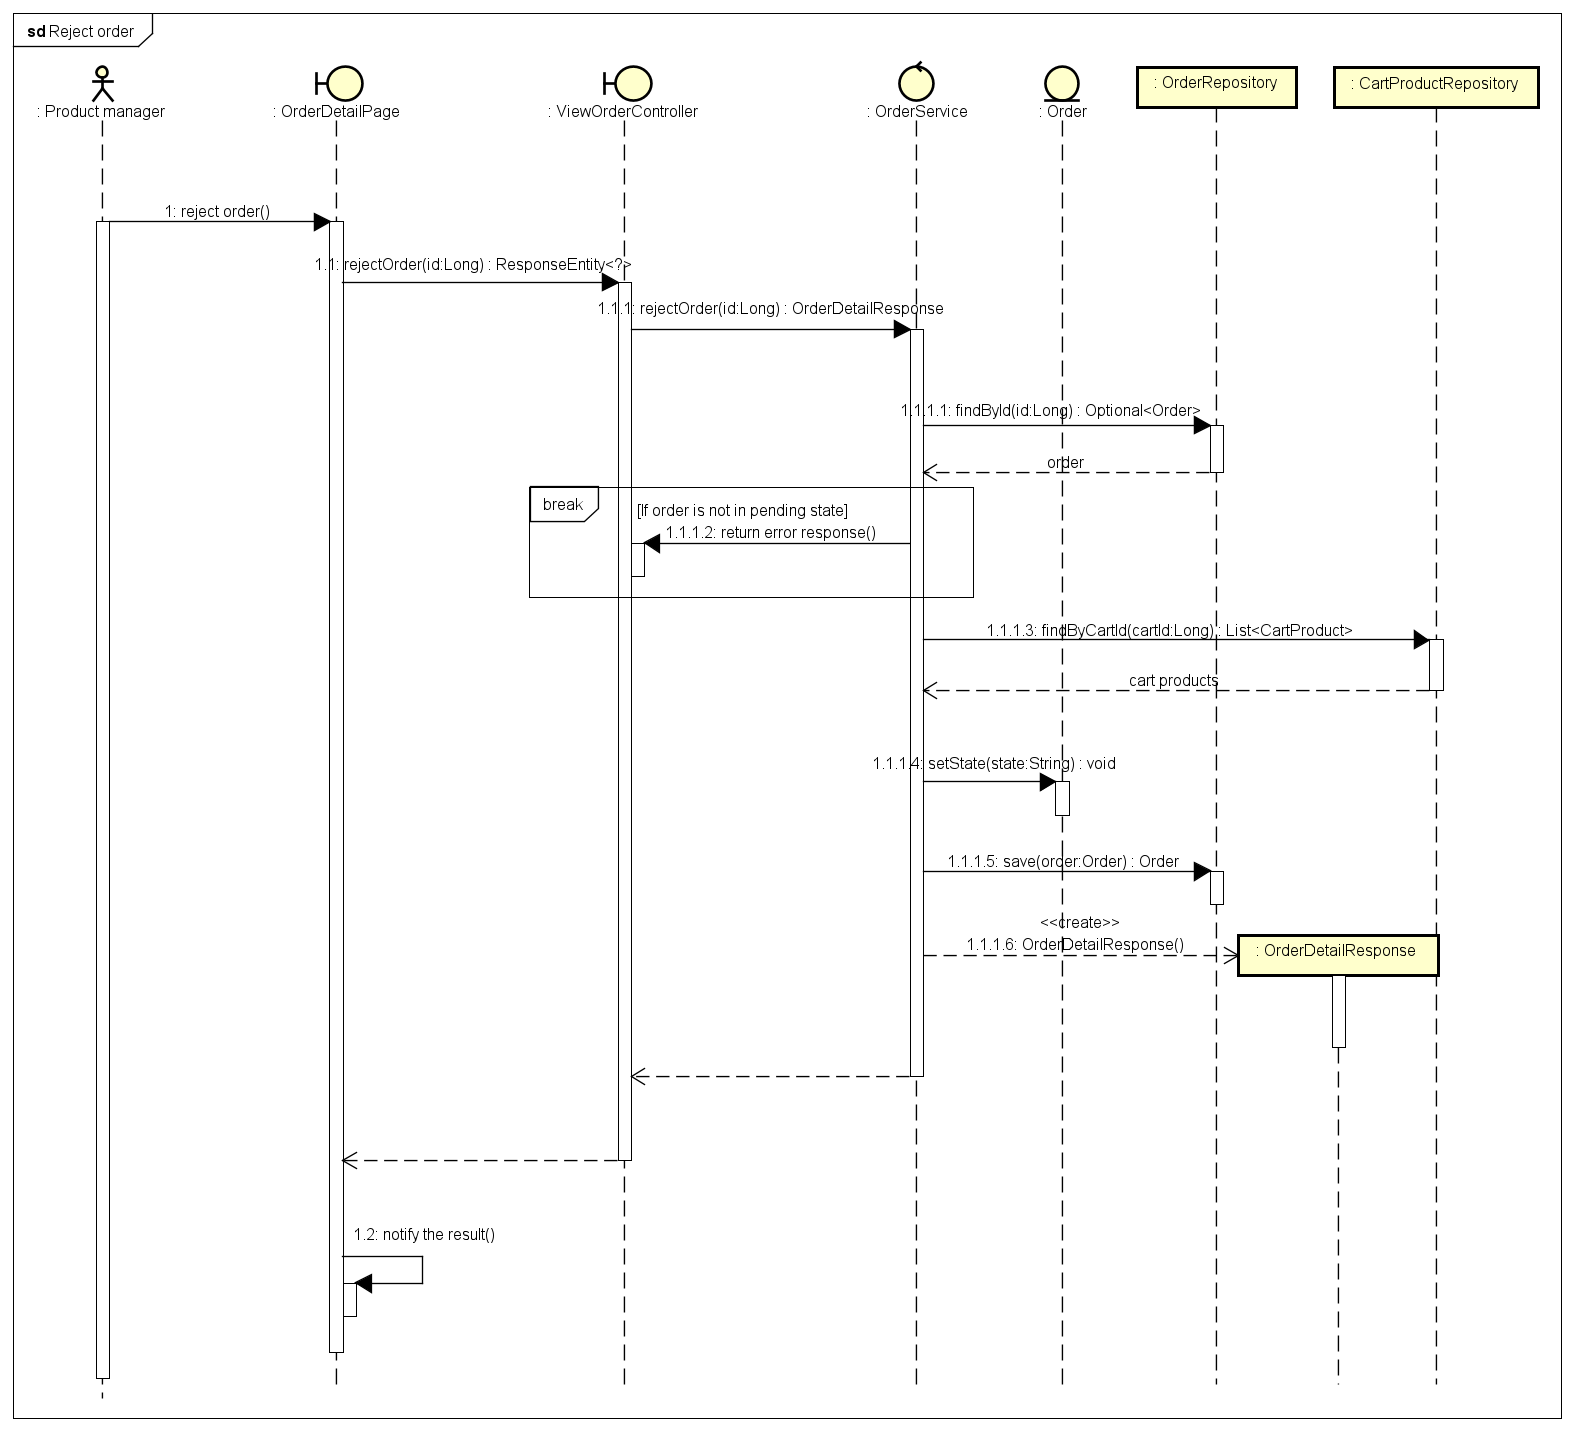 sd Reject order
: Product manager
: OrderDetailPage
: ViewOrderController
: OrderService
: Order
: OrderRepository
: CartProductRepository
1: reject order()
1.1: rejectOrder(id:Long) : ResponseEntity<?>
1.1.1: rejectOrder(id:Long) : OrderDetailResponse
1.1.1.1: findById(id:Long) : Optional<Order>
order
break
[If order is not in pending state]
1.1.1.2: return error response()
1.1.1.3: findByCartId(cartId:Long) : List<CartProduct>
cart products
1.1.1.4: setState(state:String) : void
1.1.1.5: save(order:Order) : Order
<<create>>
1.1.1.6: OrderDetailResponse()
: OrderDetailResponse
1.2: notify the result()